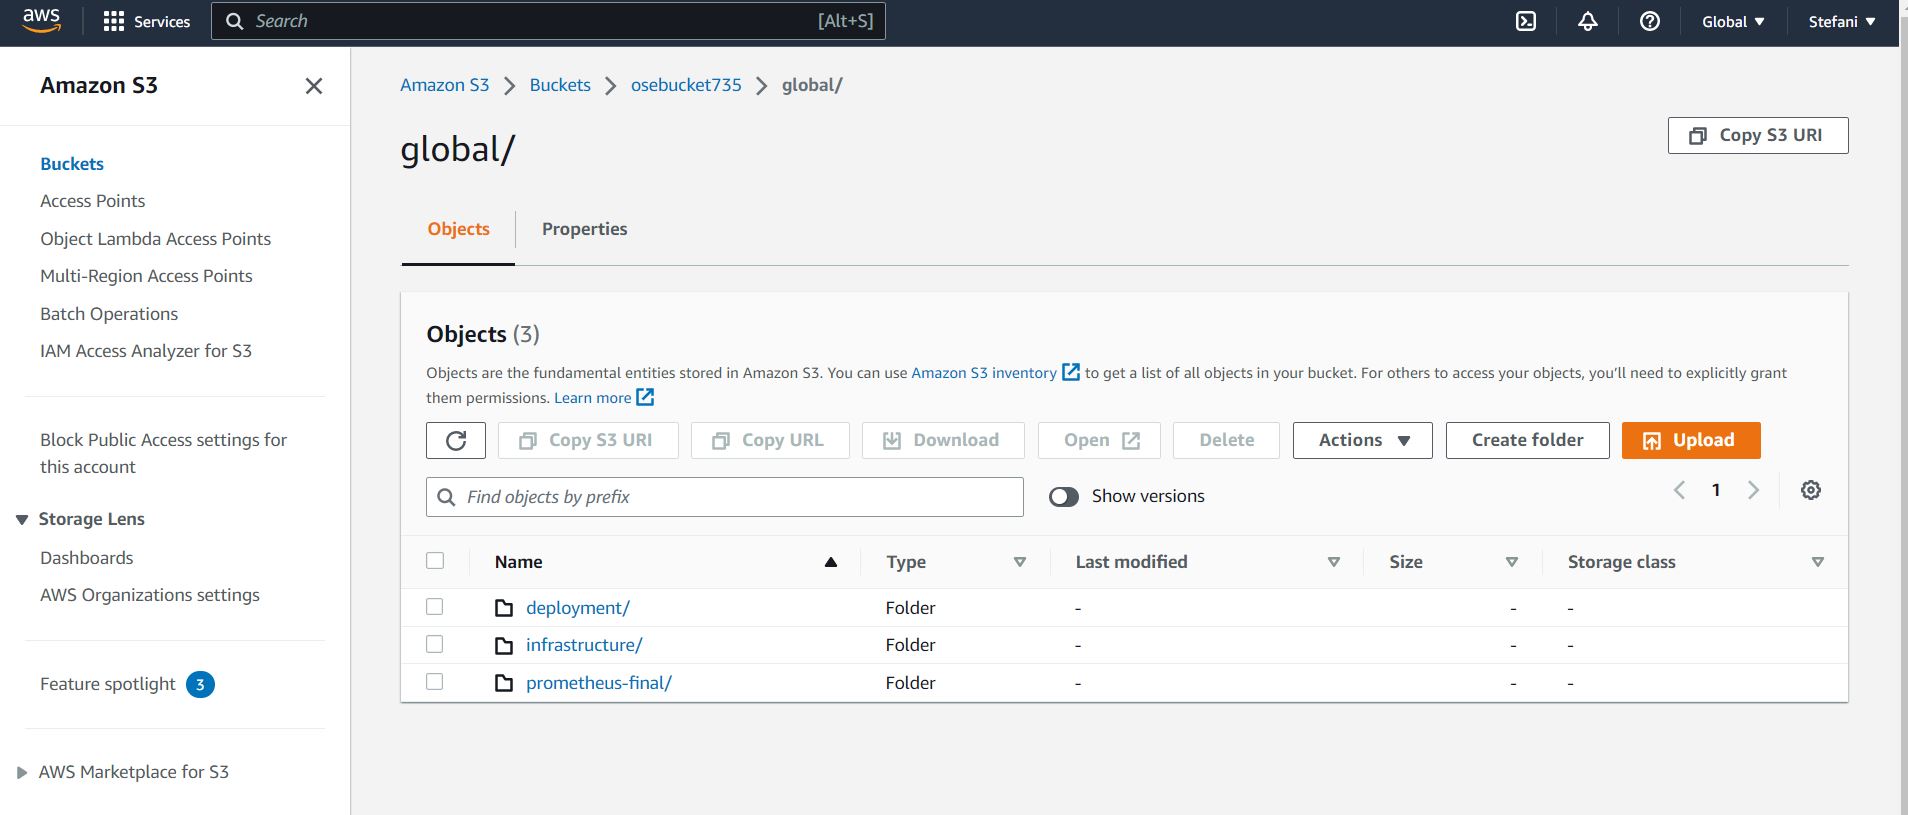 aws Services Search [Alt+S] Global Stefani
Amazon S3
Buckets
Access Points
Object Lambda Access Points
Multi-Region Access Points
Batch Operations
IAM Access Analyzer for S3
Block Public Access settings for
this account
Storage Lens
Dashboards
AWS Organizations settings
Feature spotlight 3
AWS Marketplace for S3
Amazon S3 > Buckets > osebucket735 > global/
global/
Copy S3 URI
Objects Properties
Objects (3)
Objects are the fundamental entities stored in Amazon S3. You can use Amazon S3 inventory to get a list of all objects in your bucket. For others to access your objects, you'll need to explicitly grant
them permissions. Learn more
Copy S3 URI Copy URL Download Open Delete Actions Create folder Upload
Find objects by prefix Show versions 1
Name Type Last modified Size Storage class
deployment/ Folder - - -
infrastructure/ Folder - - -
prometheus-final/ Folder - - -